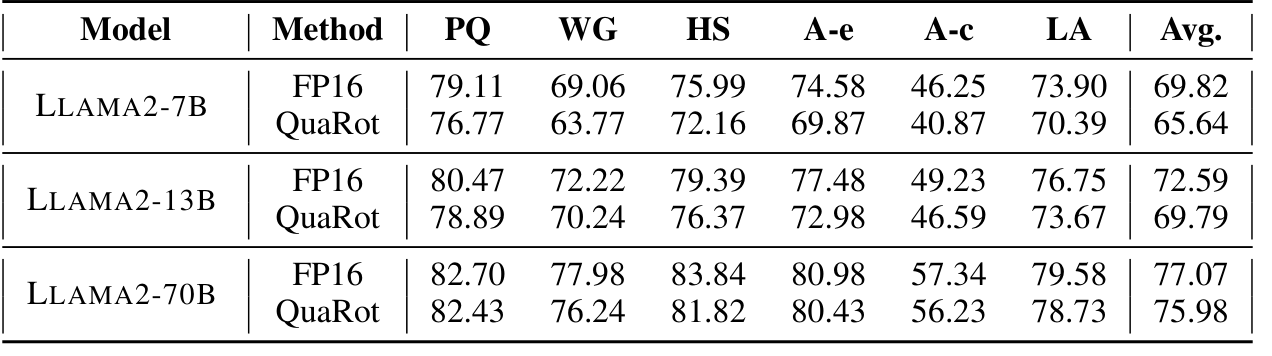 Model Method PQ WG HS A-e A-c LA Avg.
LLAMA2-7B FP16 79.11 69.06 75.99 74.58 46.25 73.90 69.82
QuaRot 76.77 63.77 72.16 69.87 40.87 70.39 65.64
LLAMA2-13B FP16 80.47 72.22 79.39 77.48 49.23 76.75 72.59
QuaRot 78.89 70.24 76.37 72.98 46.59 73.67 69.79
LLAMA2-70B FP16 82.70 77.98 83.84 80.98 57.34 79.58 77.07
QuaRot 82.43 76.24 81.82 80.43 56.23 78.73 75.98